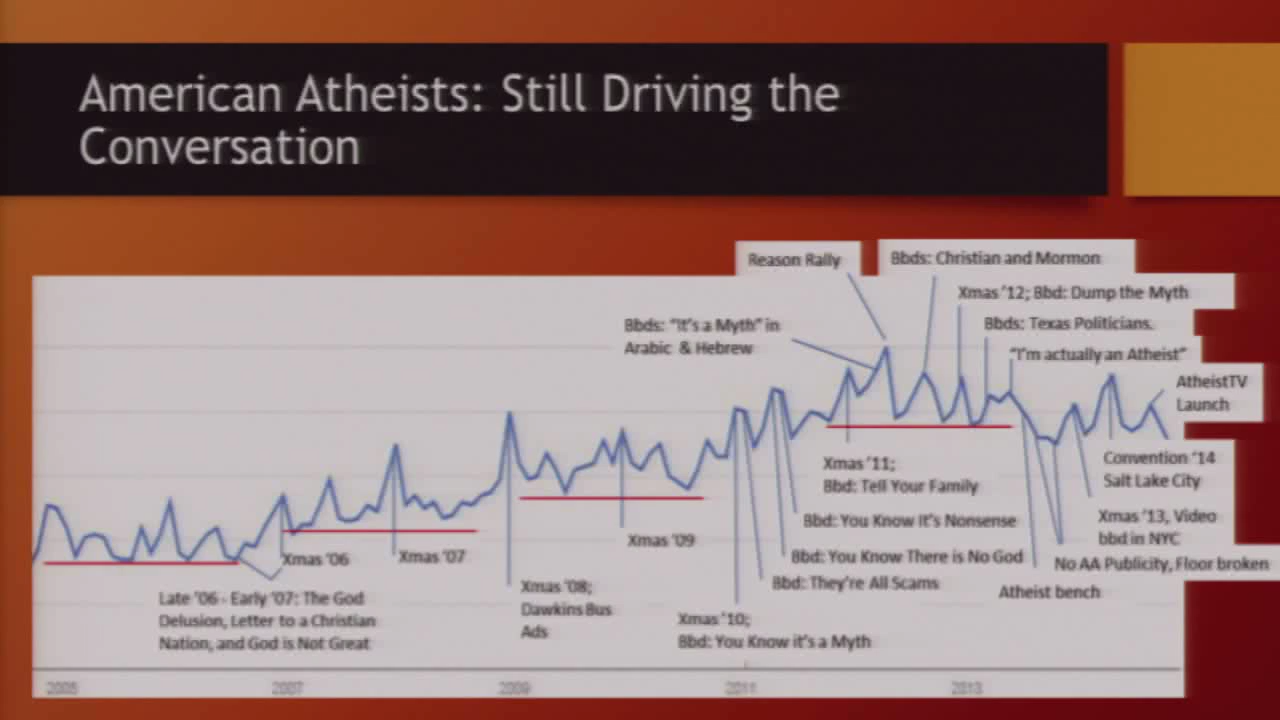 American Atheists: Still Driving the
Conversation
Reason Rally
Bbds: Christian and Mormon
Xmas '12; Bbd: Dump the Myth
Bbds: "It's a Myth" in
Arabic & Hebrew
Bbds: Texas Politicians.
"I'm actually an Atheist"
AtheistTV
Launch
Xmas '11;
Bbd: Tell Your Family
Convention '14
Salt Lake City
Bbd: You Know It's Nonsense
Xmas '13, Video
bbd in NYC
Xmas '06
Xmas '07
Xmas '09
Bbd: You Know There is No God
No AA Publicity, Floor broken
Bbd: They're All Scams
Atheist bench
Xmas '08;
Dawkins Bus
Ads
Late '06 - Early '07: The God
Delusion, Letter to a Christian
Nation, and God is Not Great
Xmas '10;
Bbd: You Know it's a Myth
2005
2007
2009
2011
2013